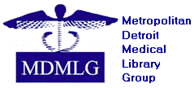 MDMLG
Metropolitan
Detroit
Medical
Library
Group